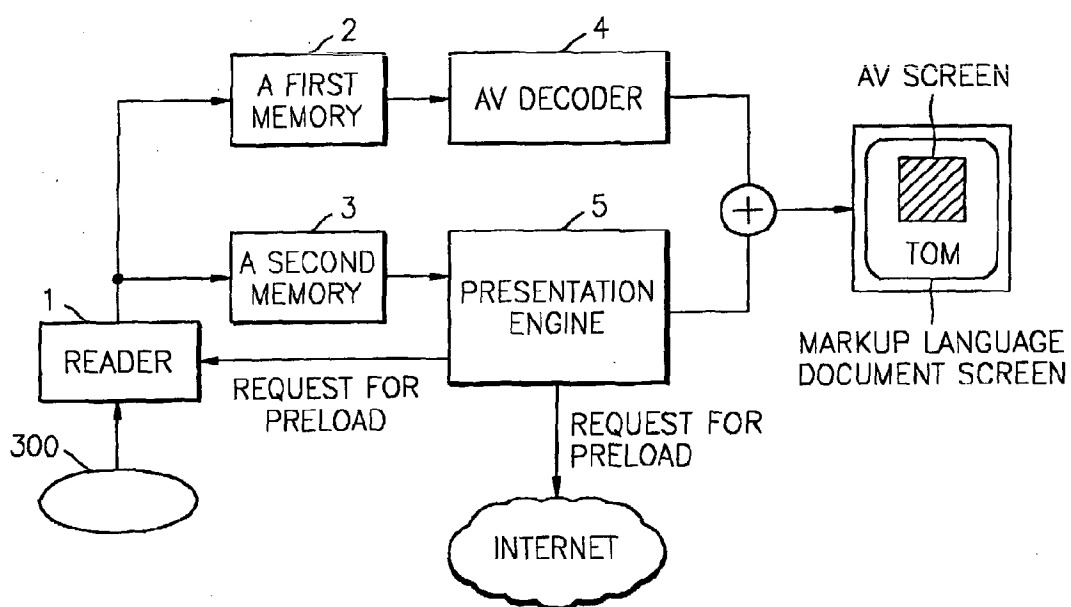 2
4
A FIRST
MEMORY
AV DECODER
AV SCREEN
TOM
MARKUP LANGUAGE
DOCUMENT SCREEN
3
5
A SECOND
MEMORY
PRESENTATION
ENGINE
+
1
READER
REQUEST FOR
PRELOAD
REQUEST FOR
PRELOAD
300
INTERNET